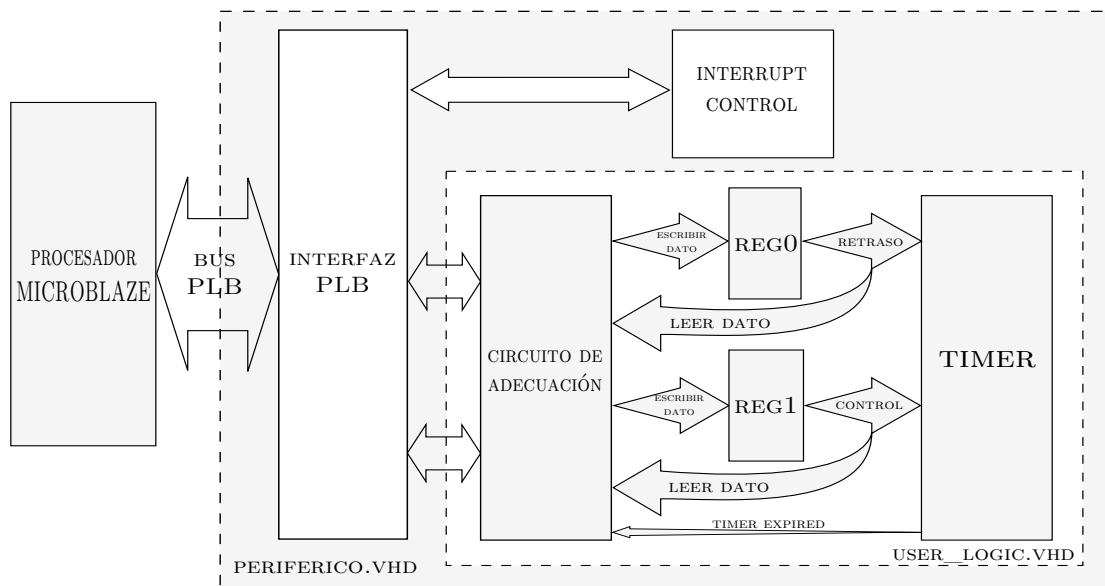 INTERRUPT
CONTROL
PROCESADOR
MICROBLAZE
BUS
PLB
INTERFAZ
PLB
CIRCUITO DE
ADECUACIÓN
ESCRIBIR
DATO
REG0
RETRASO
LEER DATO
ESCRIBIR
DATO
REG1
CONTROL
LEER DATO
TIMER EXPIRED
TIMER
PERIFERICO.VHD
USER_LOGIC.VHD